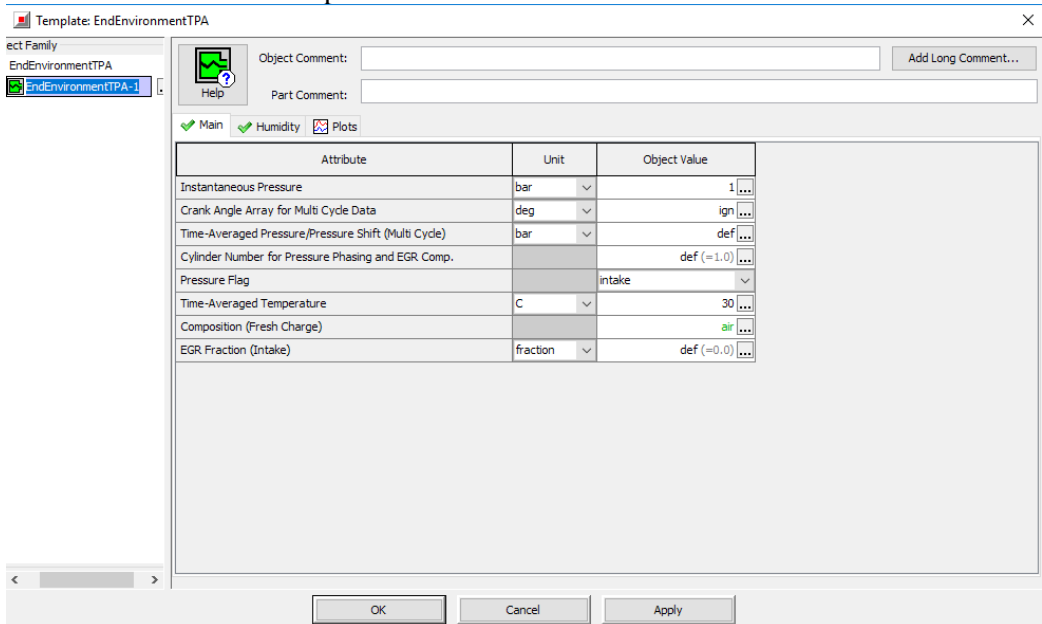 Template: EndEnvironmentTPA
ect Family
EndEnvironmentTPA
EndEnvironmentTPA-1
Help
Object Comment:
Add Long Comment...
Part Comment:
Main Humidity Plots
Attribute Unit Object Value
Instantaneous Pressure bar 1 ...
Crank Angle Array for Multi Cycle Data deg ign ...
Time-Averaged Pressure/Pressure Shift (Multi Cycle) bar def ...
Cylinder Number for Pressure Phasing and EGR Comp. def (=1.0) ...
Pressure Flag intake
Time-Averaged Temperature C 30 ...
Composition (Fresh Charge) air ...
EGR Fraction (Intake) fraction def (=0.0) ...
OK Cancel Apply